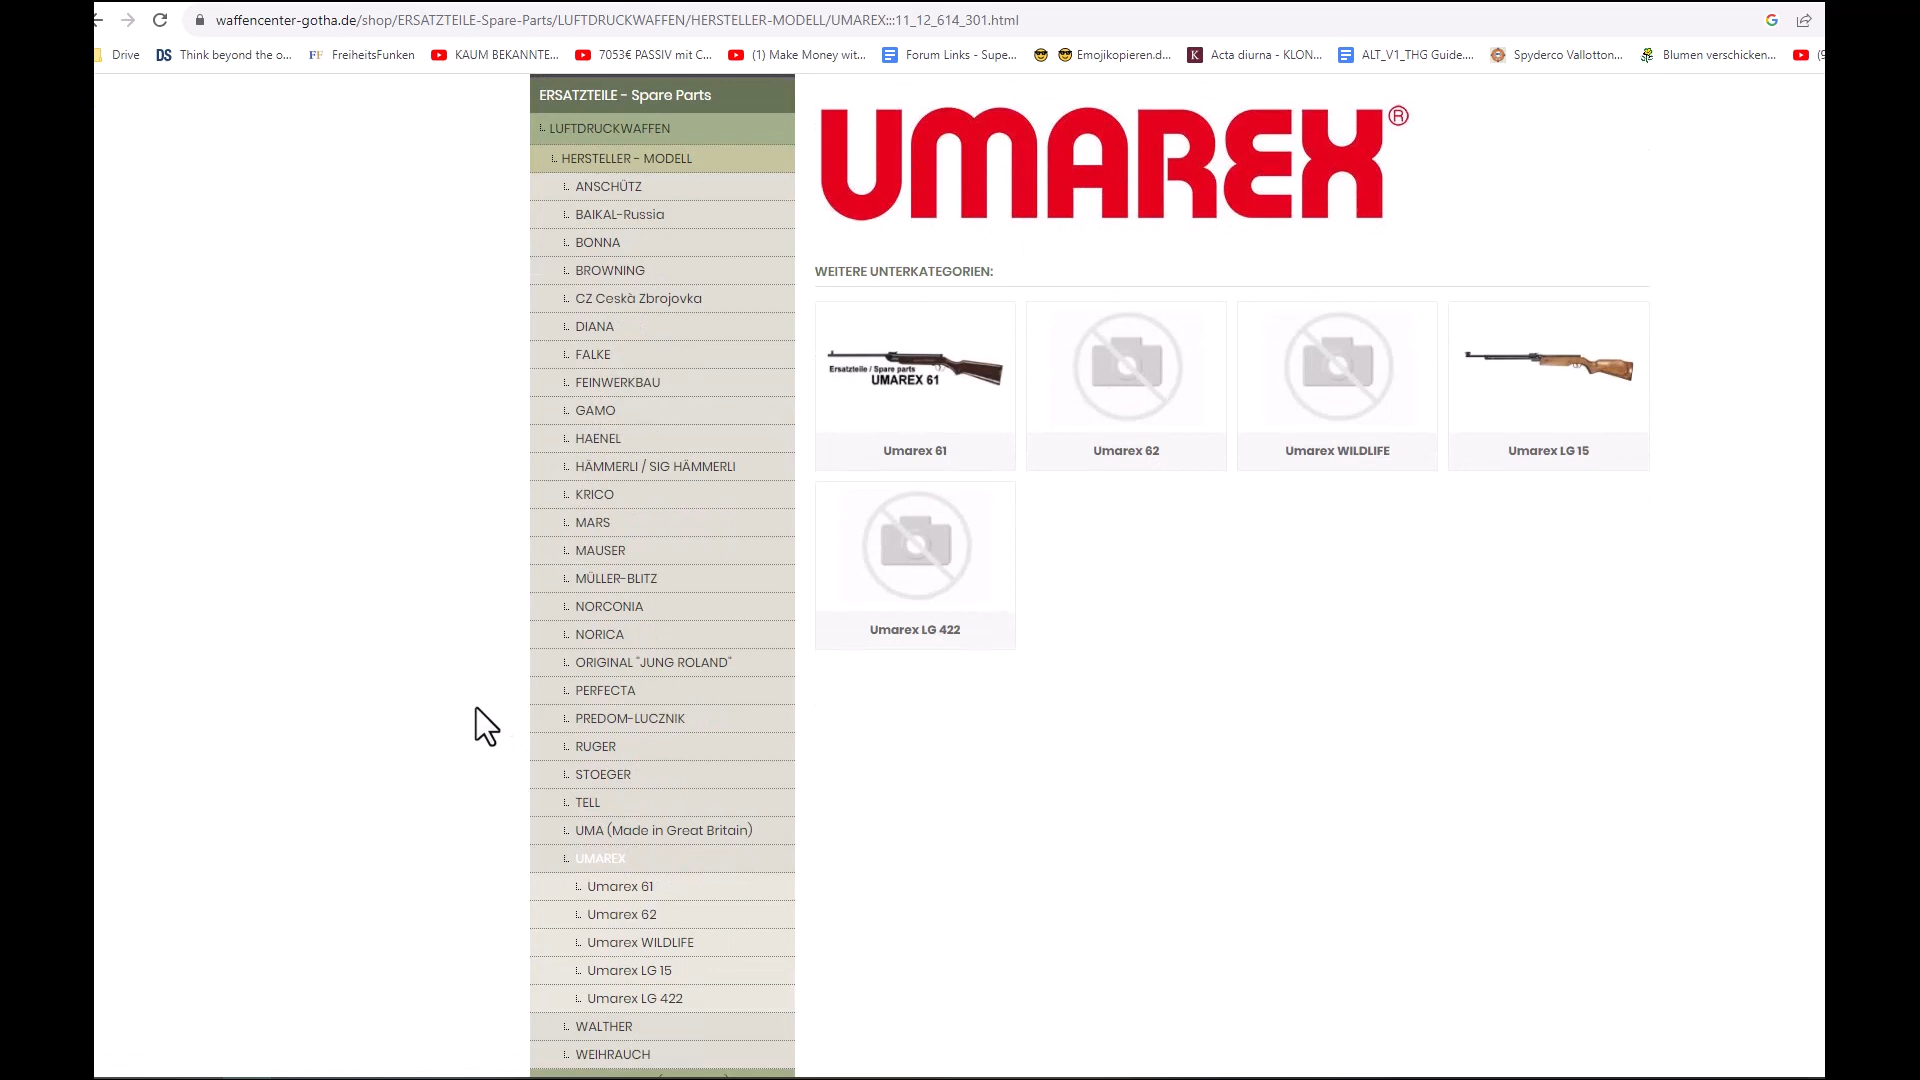 waffencenter-gotha.de/shop/ERSATZTEILE-Spare-Parts/LUFTDRUCKWAFFEN/HERSTELLER-MODELL/UMAREX:::11_12_614_301.html
Drive DS Think beyond the o... FF FreiheitsFunken KAUM BEKANNTE... 7053€ PASSIV mit C... (1) Make Money wit... Forum Links - Supe... Emojikopieren.d... K Acta diurna - KLON... ALT_V1_THG Guide.... Spyderco Vallotton... Blumen verschicken...
ERSATZTEILE - Spare Parts
LUFTDRUCKWAFFEN
HERSTELLER - MODELL
ANSCHÜTZ
BAIKAL-Russia
BONNA
BROWNING
CZ Ceskà Zbrojovka
DIANA
FALKE
FEINWERKBAU
GAMO
HAENEL
HÄMMERLI / SIG HÄMMERLI
KRICO
MARS
MAUSER
MÜLLER-BLITZ
NORCONIA
NORICA
ORIGINAL "JUNG ROLAND"
PERFECTA
PREDOM-LUCZNIK
RUGER
STOEGER
TELL
UMA (Made in Great Britain)
UMAREX
Umarex 61
Umarex 62
Umarex WILDLIFE
Umarex LG 15
Umarex LG 422
WALTHER
WEIHRAUCH
UMAREX®
WEITERE UNTERKATEGORIEN:
Ersatzteile / Spare parts
UMAREX 61
Umarex 61
Umarex 62
Umarex WILDLIFE
Umarex LG 15
Umarex LG 422